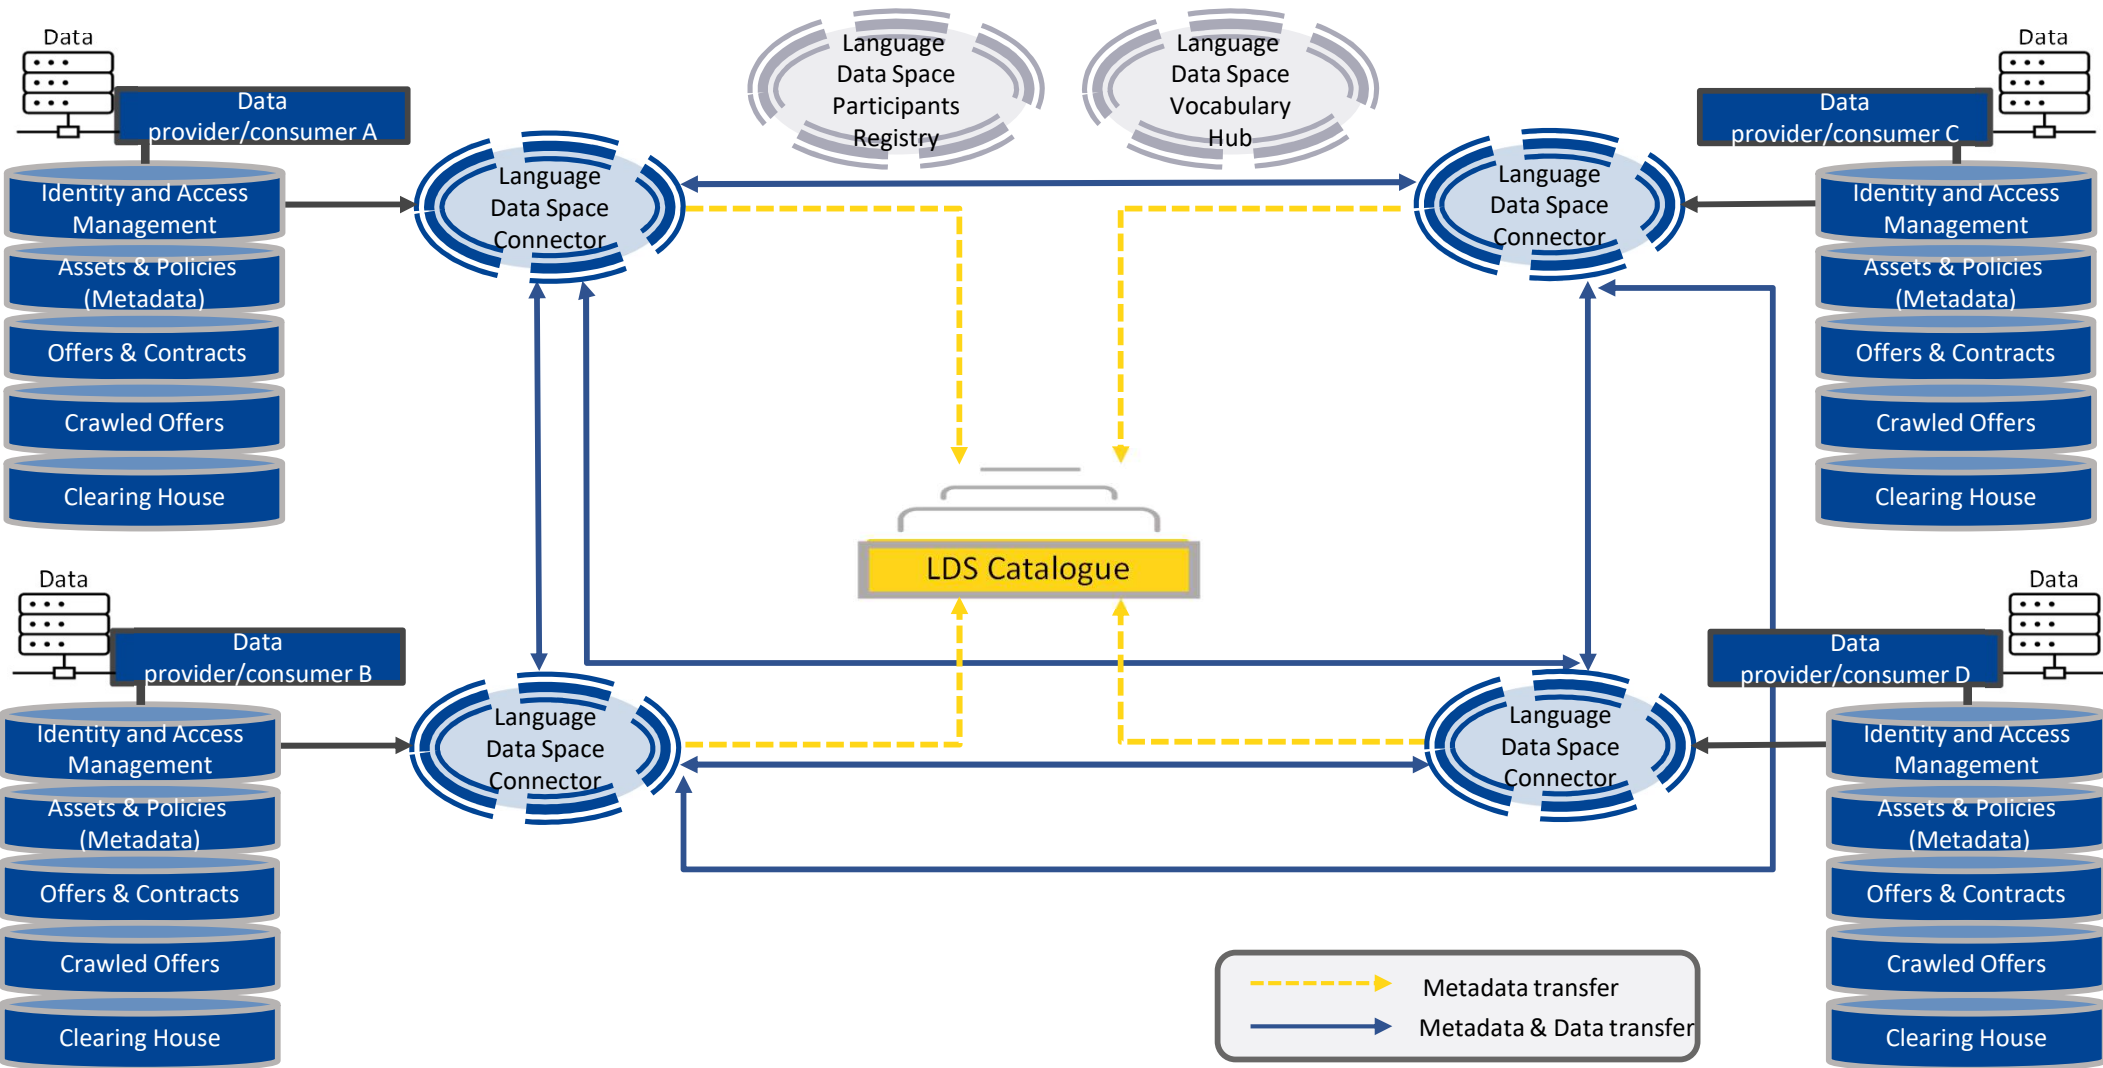 Data
Data
provider/consumer A
Identity and Access
Management
Assets & Policies
(Metadata)
Offers & Contracts
Crawled Offers
Clearing House
Language
Data Space
Connector
Language
Data Space
Participants
Registry
Language
Data Space
Vocabulary
Hub
Language
Data Space
Connector
Data
Data
provider/consumer C
Identity and Access
Management
Assets & Policies
(Metadata)
Offers & Contracts
Crawled Offers
Clearing House
LDS Catalogue
Data
Data
provider/consumer B
Identity and Access
Management
Assets & Policies
(Metadata)
Offers & Contracts
Crawled Offers
Clearing House
Language
Data Space
Connector
Language
Data Space
Connector
Data
Data
provider/consumer D
Identity and Access
Management
Assets & Policies
(Metadata)
Offers & Contracts
Crawled Offers
Clearing House
Metadata transfer
Metadata & Data transfer